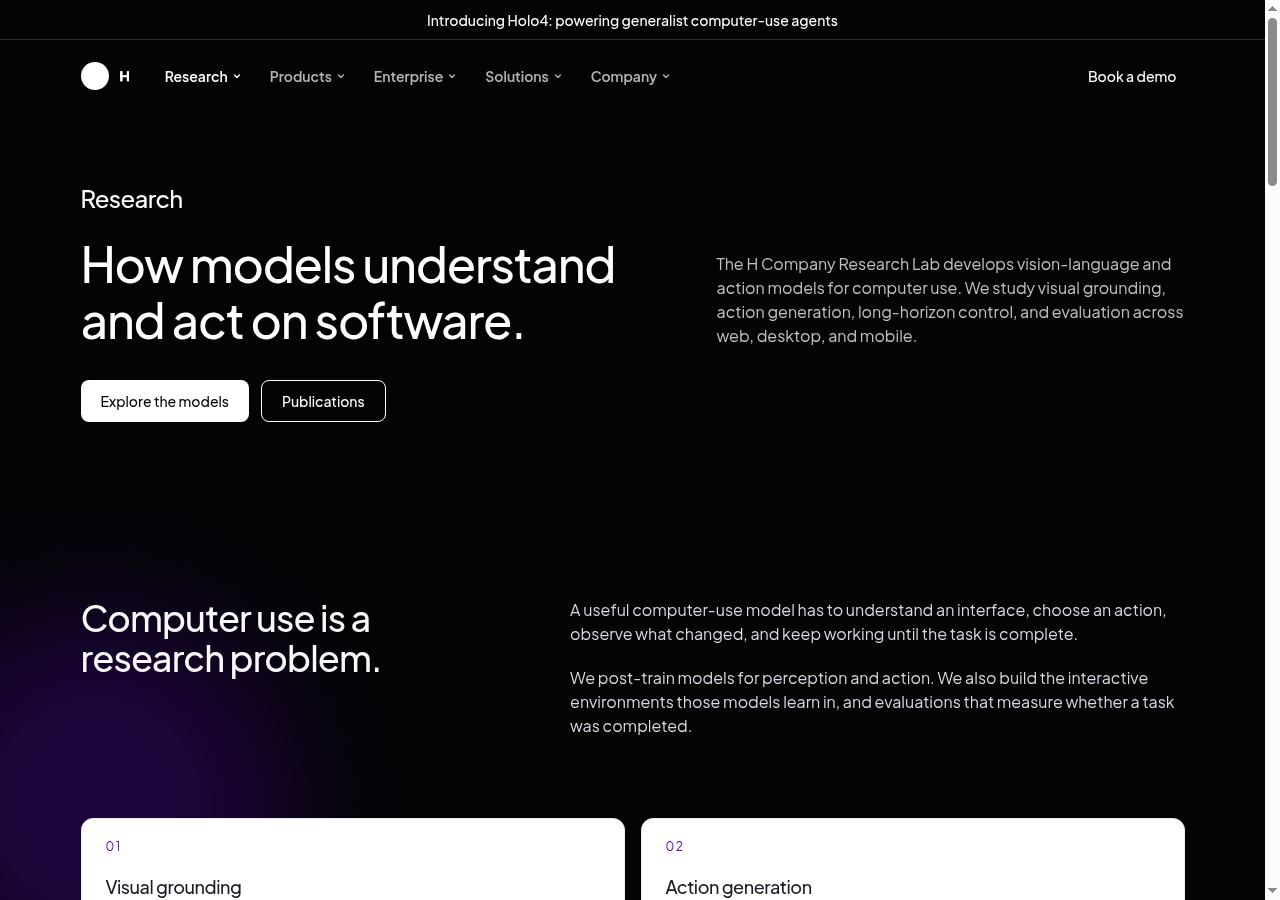 Introducing Holo4: powering generalist computer-use agents
H Research Products Enterprise Solutions Company Book a demo
Research
How models understand
and act on software.
The H Company Research Lab develops vision-language and
action models for computer use. We study visual grounding,
action generation, long-horizon control, and evaluation across
web, desktop, and mobile.
Explore the models Publications
Computer use is a
research problem.
A useful computer-use model has to understand an interface, choose an action,
observe what changed, and keep working until the task is complete.
We post-train models for perception and action. We also build the interactive
environments those models learn in, and evaluations that measure whether a task
was completed.
01
Visual grounding
02
Action generation